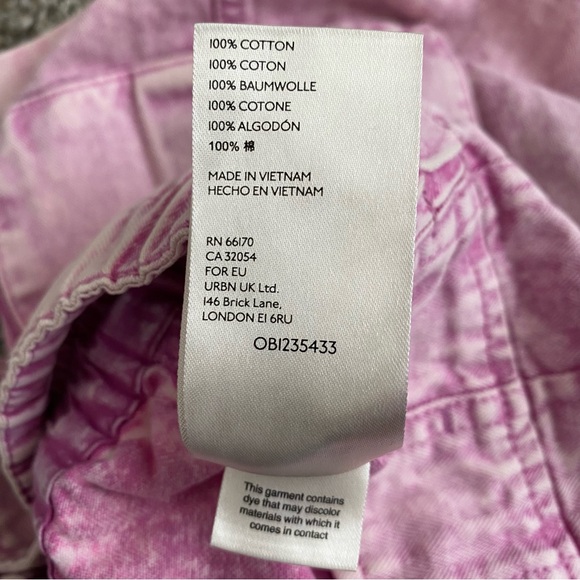 100% COTTON
100% COTON
100% BAUMWOLLE
100% COTONE
100% ALGODÓN
100% 棉
MADE IN VIETNAM
HECHO EN VIETNAM
RN 66170
CA 32054
FOR EU
URBN UK Ltd.
146 Brick Lane,
LONDON E1 6RU
OB1235433
This garment contains
dye that may discolor
materials with which it
comes in contact